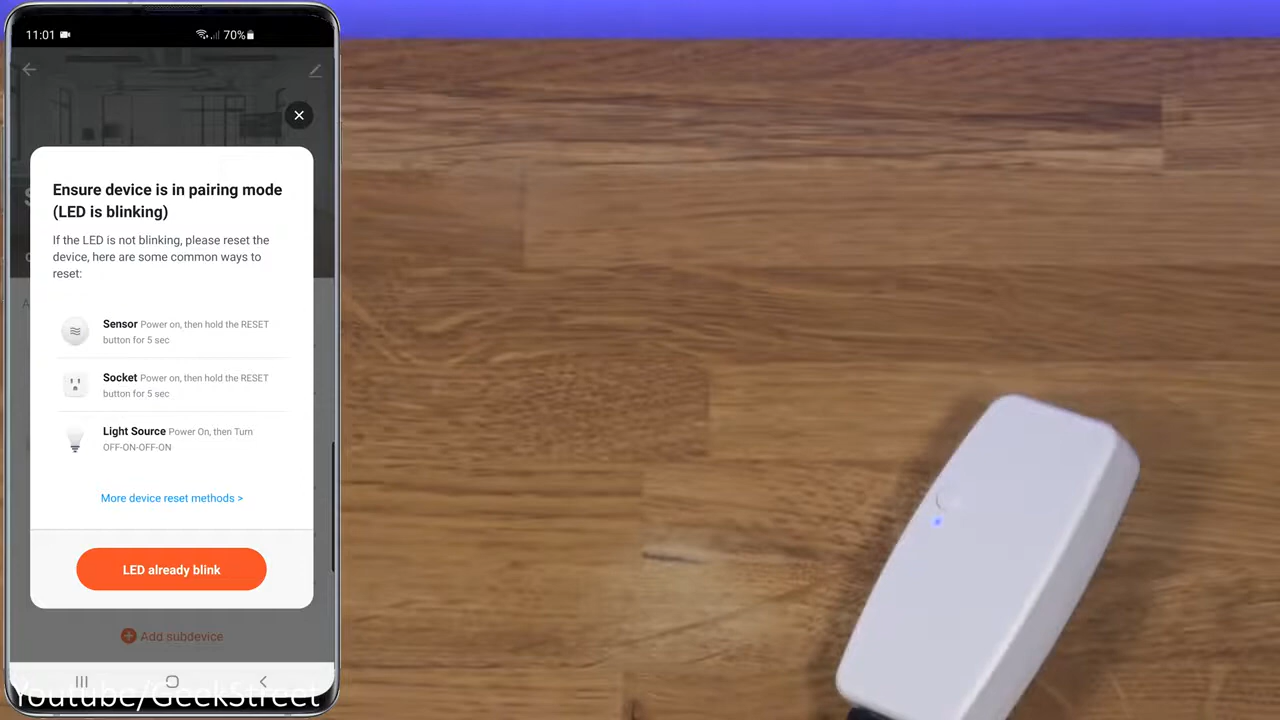 11:01
70%
Ensure device is in pairing mode
(LED is blinking)
If the LED is not blinking, please reset the
device, here are some common ways to
reset:
Sensor Power on, then hold the RESET
button for 5 sec
Socket Power on, then hold the RESET
button for 5 sec
Light Source Power On, then Turn
OFF-ON-OFF-ON
More device reset methods >
LED already blink
Add subdevice
Youtube/GeekStreet